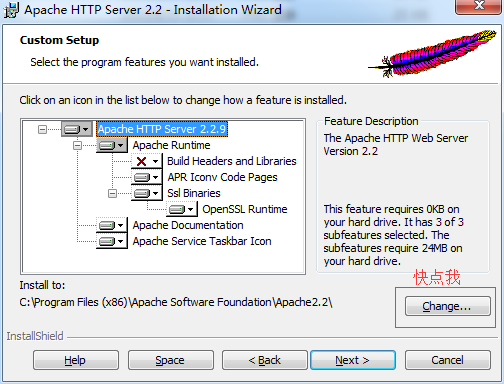 Apache HTTP Server 2.2 - Installation Wizard
Custom Setup
Select the program features you want installed.
Click on an icon in the list below to change how a feature is installed.
Apache HTTP Server 2.2.9
Apache Runtime
Build Headers and Libraries
APR Iconv Code Pages
Ssl Binaries
OpenSSL Runtime
Apache Documentation
Apache Service Taskbar Icon
Feature Description
The Apache HTTP Web Server
Version 2.2
This feature requires 0KB on
your hard drive. It has 3 of 3
subfeatures selected. The
subfeatures require 24MB on
your hard drive.
Install to:
C:\Program Files (x86)\Apache Software Foundation\Apache2.2\
快点我
Change...
InstallShield
Help
Space
< Back
Next >
Cancel